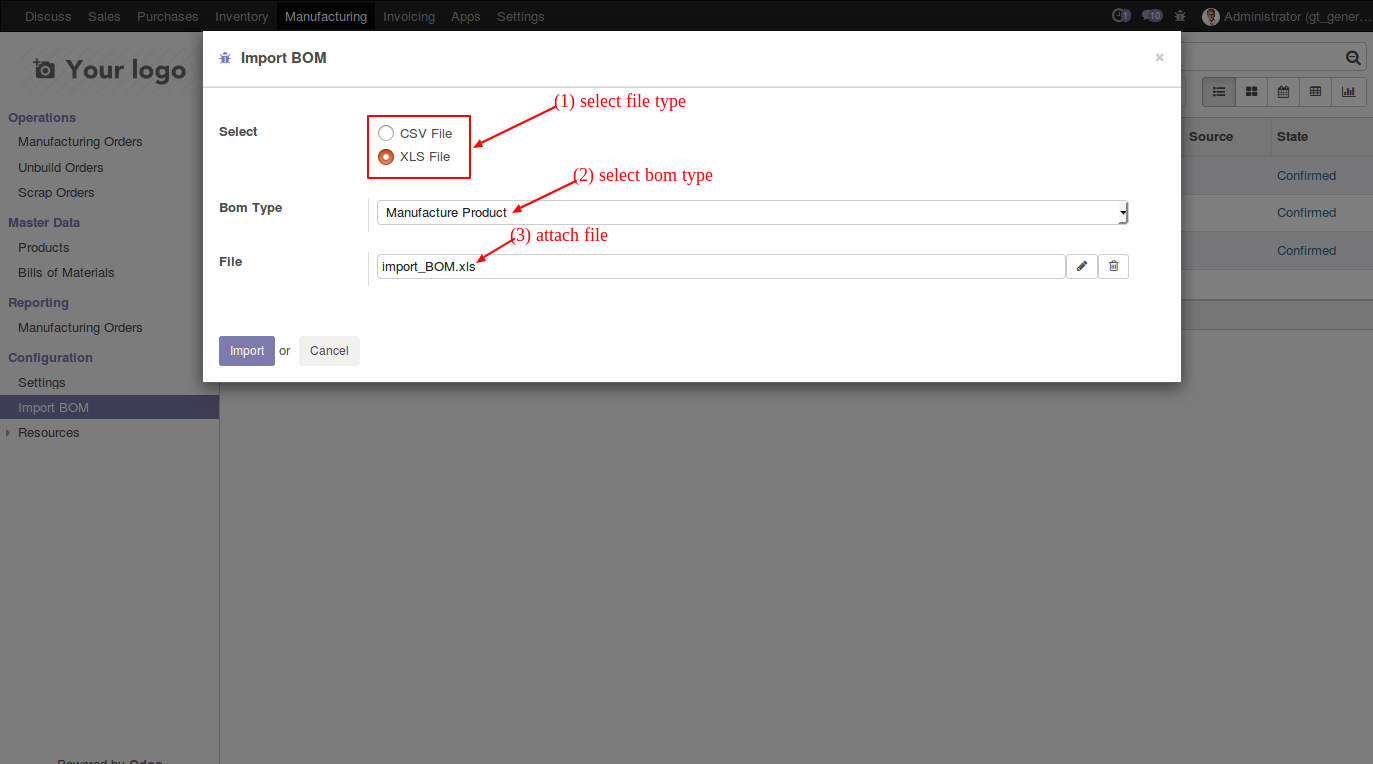 Discuss Sales Purchases Inventory Manufacturing Invoicing Apps Settings 1 10 Administrator (gt_gener...
Your logo
Operations
Manufacturing Orders
Unbuild Orders
Scrap Orders
Master Data
Products
Bills of Materials
Reporting
Manufacturing Orders
Configuration
Settings
Import BOM
Resources
Powered by Odoo
Import BOM ×
(1) select file type
Select
CSV File
XLS File
(2) select bom type
Bom Type
Manufacture Product
(3) attach file
File
import_BOM.xls
Import or Cancel
Source State
Confirmed
Confirmed
Confirmed